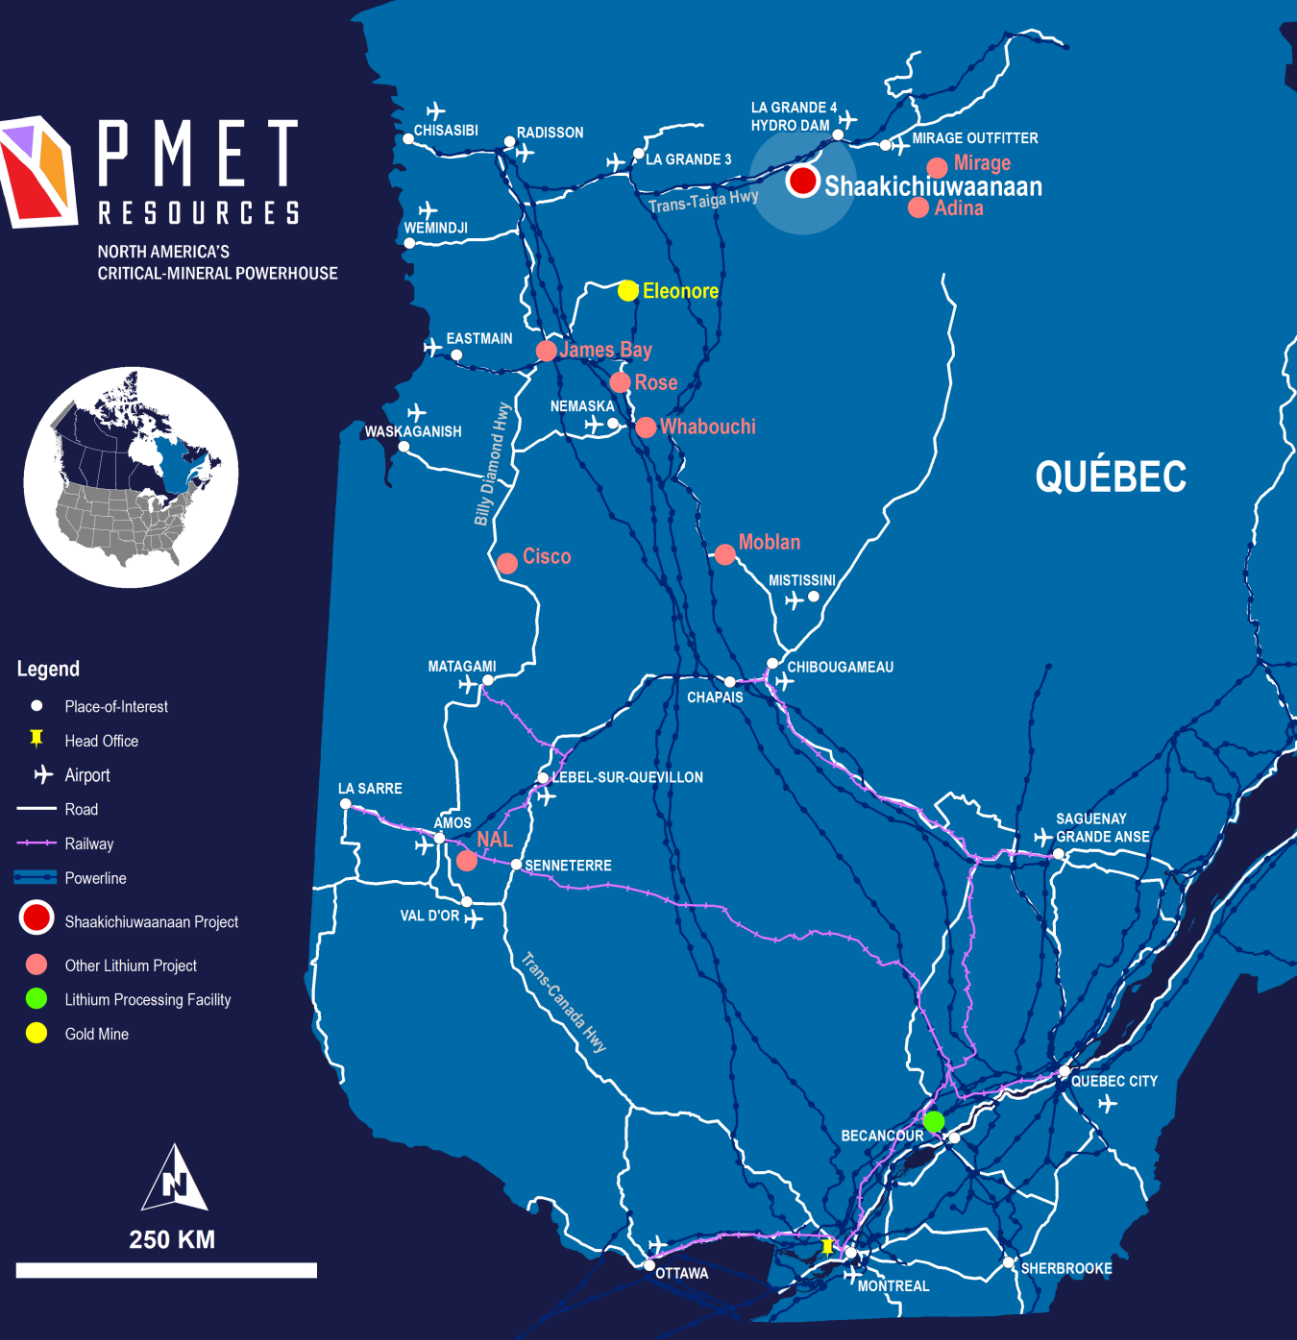 PMET
RESOURCES
NORTH AMERICA'S
CRITICAL-MINERAL POWERHOUSE
CHISASIBI
RADISSON
LA GRANDE 3
LA GRANDE 4
HYDRO DAM
MIRAGE OUTFITTER
Mirage
Shaakichiuwaanaan
Adina
Trans-Taiga Hwy
WEMINDJI
Eleonore
EASTMAIN
James Bay
Rose
NEMASKA
Whabouchi
WASKAGANISH
Billy Diamond Hwy
QUÉBEC
Cisco
Moblan
MISTISSINI
MATAGAMI
CHIBOUGAMEAU
CHAPAIS
LEBEL-SUR-QUEVILLON
LA SARRE
AMOS
NAL
SENNETERRE
VAL D'OR
SAGUENAY
GRANDE ANSE
Trans-Canada Hwy
QUEBEC CITY
BECANCOUR
OTTAWA
MONTREAL
SHERBROOKE
Legend
Place-of-Interest
Head Office
Airport
Road
Railway
Powerline
Shaakichiuwaanaan Project
Other Lithium Project
Lithium Processing Facility
Gold Mine
N
250 KM